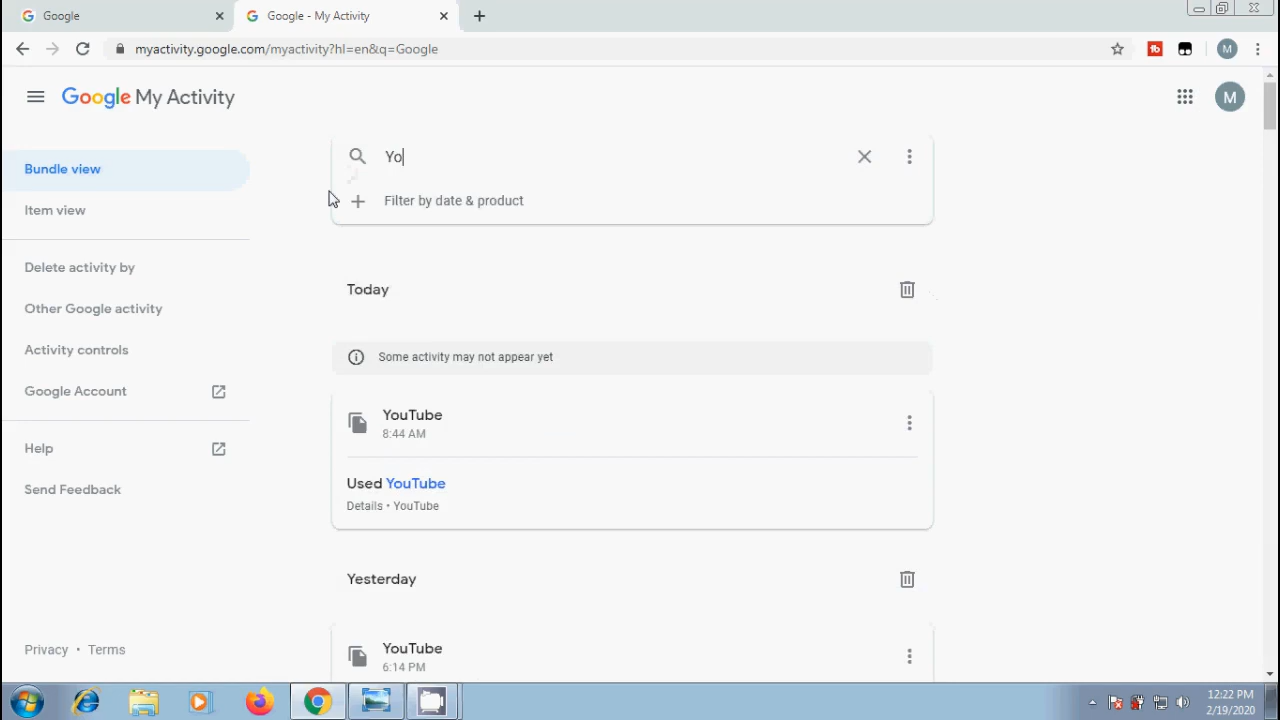 Google
Google - My Activity
myactivity.google.com/myactivity?hl=en&q=Google
M
Google My Activity
M
Bundle view
Item view
Delete activity by
Other Google activity
Activity controls
Google Account
Help
Send Feedback
Privacy • Terms
Yo
Filter by date & product
Today
Some activity may not appear yet
YouTube
8:44 AM
Used YouTube
Details • YouTube
Yesterday
YouTube
6:14 PM
12:22 PM
2/19/2020